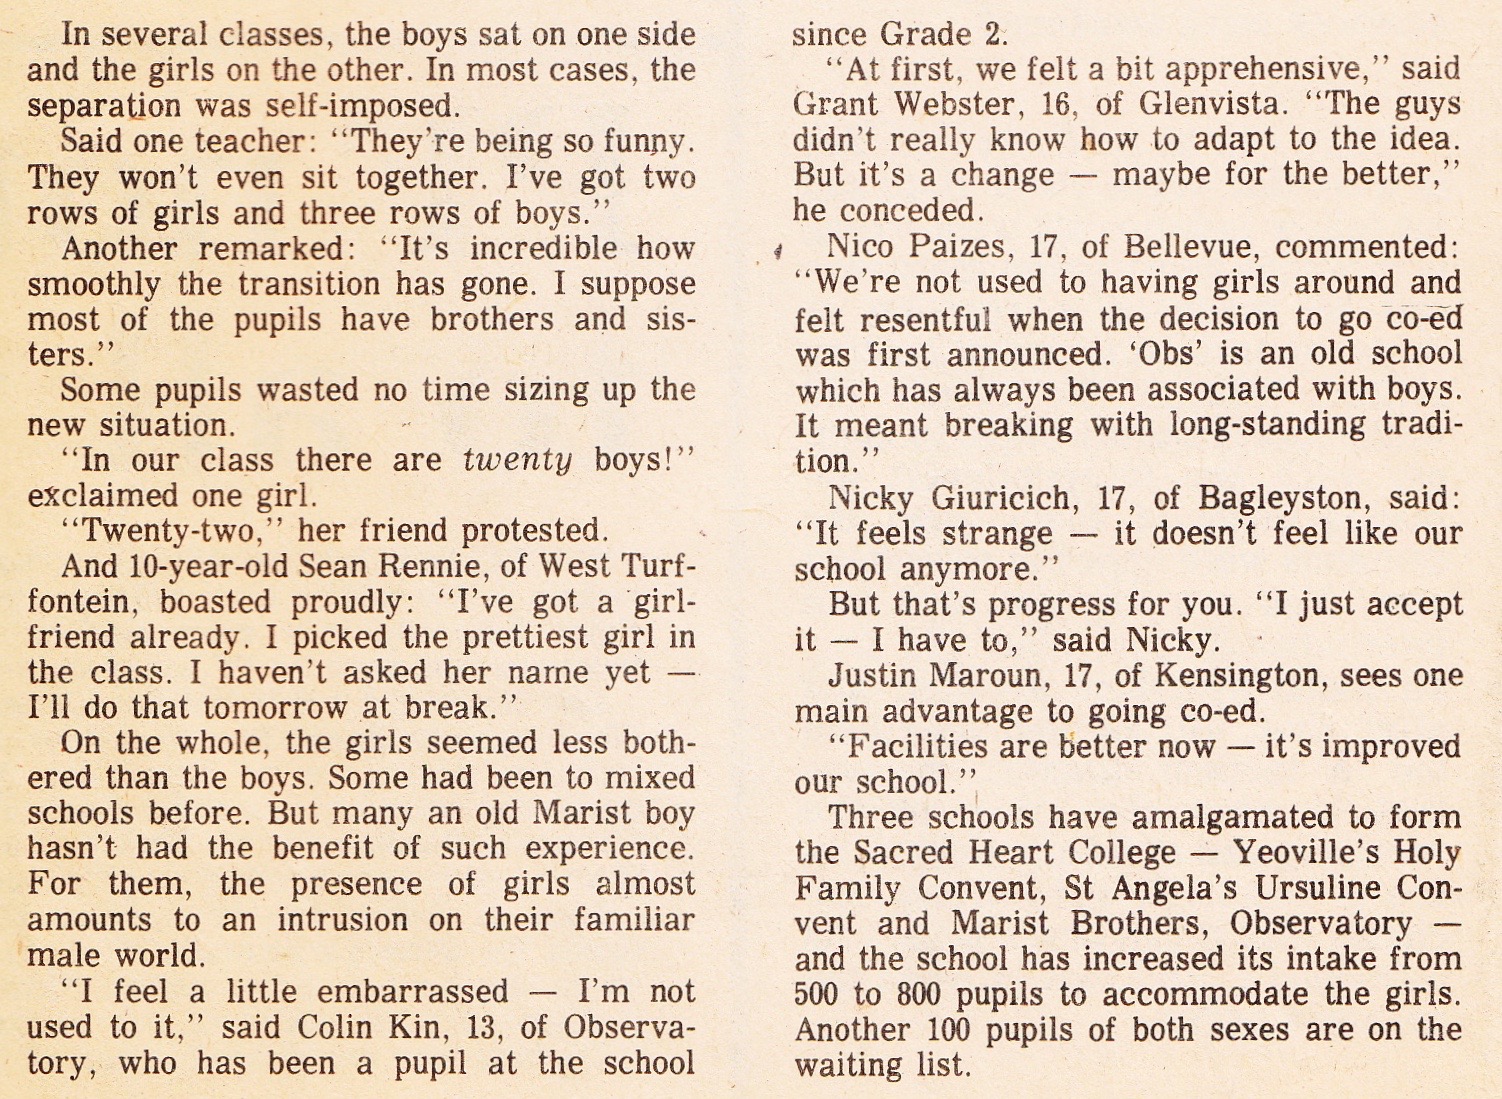 In several classes, the boys sat on one side
and the girls on the other. In most cases, the
separation was self-imposed.
Said one teacher: “They’re being so funny.
They won’t even sit together. I’ve got two
rows of girls and three rows of boys.”
Another remarked: “It’s incredible how
smoothly the transition has gone. I suppose
most of the pupils have brothers and sis-
ters.”
Some pupils wasted no time sizing up the
new situation.
“In our class there are twenty boys!”
exclaimed one girl.
“Twenty-two,” her friend protested.
And 10-year-old Sean Rennie, of West Turf-
fontein, boasted proudly: “I’ve got a girl-
friend already. I picked the prettiest girl in
the class. I haven’t asked her name yet —
I’ll do that tomorrow at break.”
On the whole, the girls seemed less both-
ered than the boys. Some had been to mixed
schools before. But many an old Marist boy
hasn’t had the benefit of such experience.
For them, the presence of girls almost
amounts to an intrusion on their familiar
male world.
“I feel a little embarrassed — I’m not
used to it,” said Colin Kin, 13, of Observa-
tory, who has been a pupil at the school
since Grade 2.
“At first, we felt a bit apprehensive,” said
Grant Webster, 16, of Glenvista. “The guys
didn’t really know how to adapt to the idea.
But it’s a change — maybe for the better,”
he conceded.
Nico Paizes, 17, of Bellevue, commented:
“We’re not used to having girls around and
felt resentful when the decision to go co-ed
was first announced. ‘Obs’ is an old school
which has always been associated with boys.
It meant breaking with long-standing tradi-
tion.”
Nicky Giuricich, 17, of Bagleyston, said:
“It feels strange — it doesn’t feel like our
school anymore.”
But that’s progress for you. “I just accept
it — I have to,” said Nicky.
Justin Maroun, 17, of Kensington, sees one
main advantage to going co-ed.
“Facilities are better now — it’s improved
our school.”
Three schools have amalgamated to form
the Sacred Heart College — Yeoville’s Holy
Family Convent, St Angela’s Ursuline Con-
vent and Marist Brothers, Observatory —
and the school has increased its intake from
500 to 800 pupils to accommodate the girls.
Another 100 pupils of both sexes are on the
waiting list.